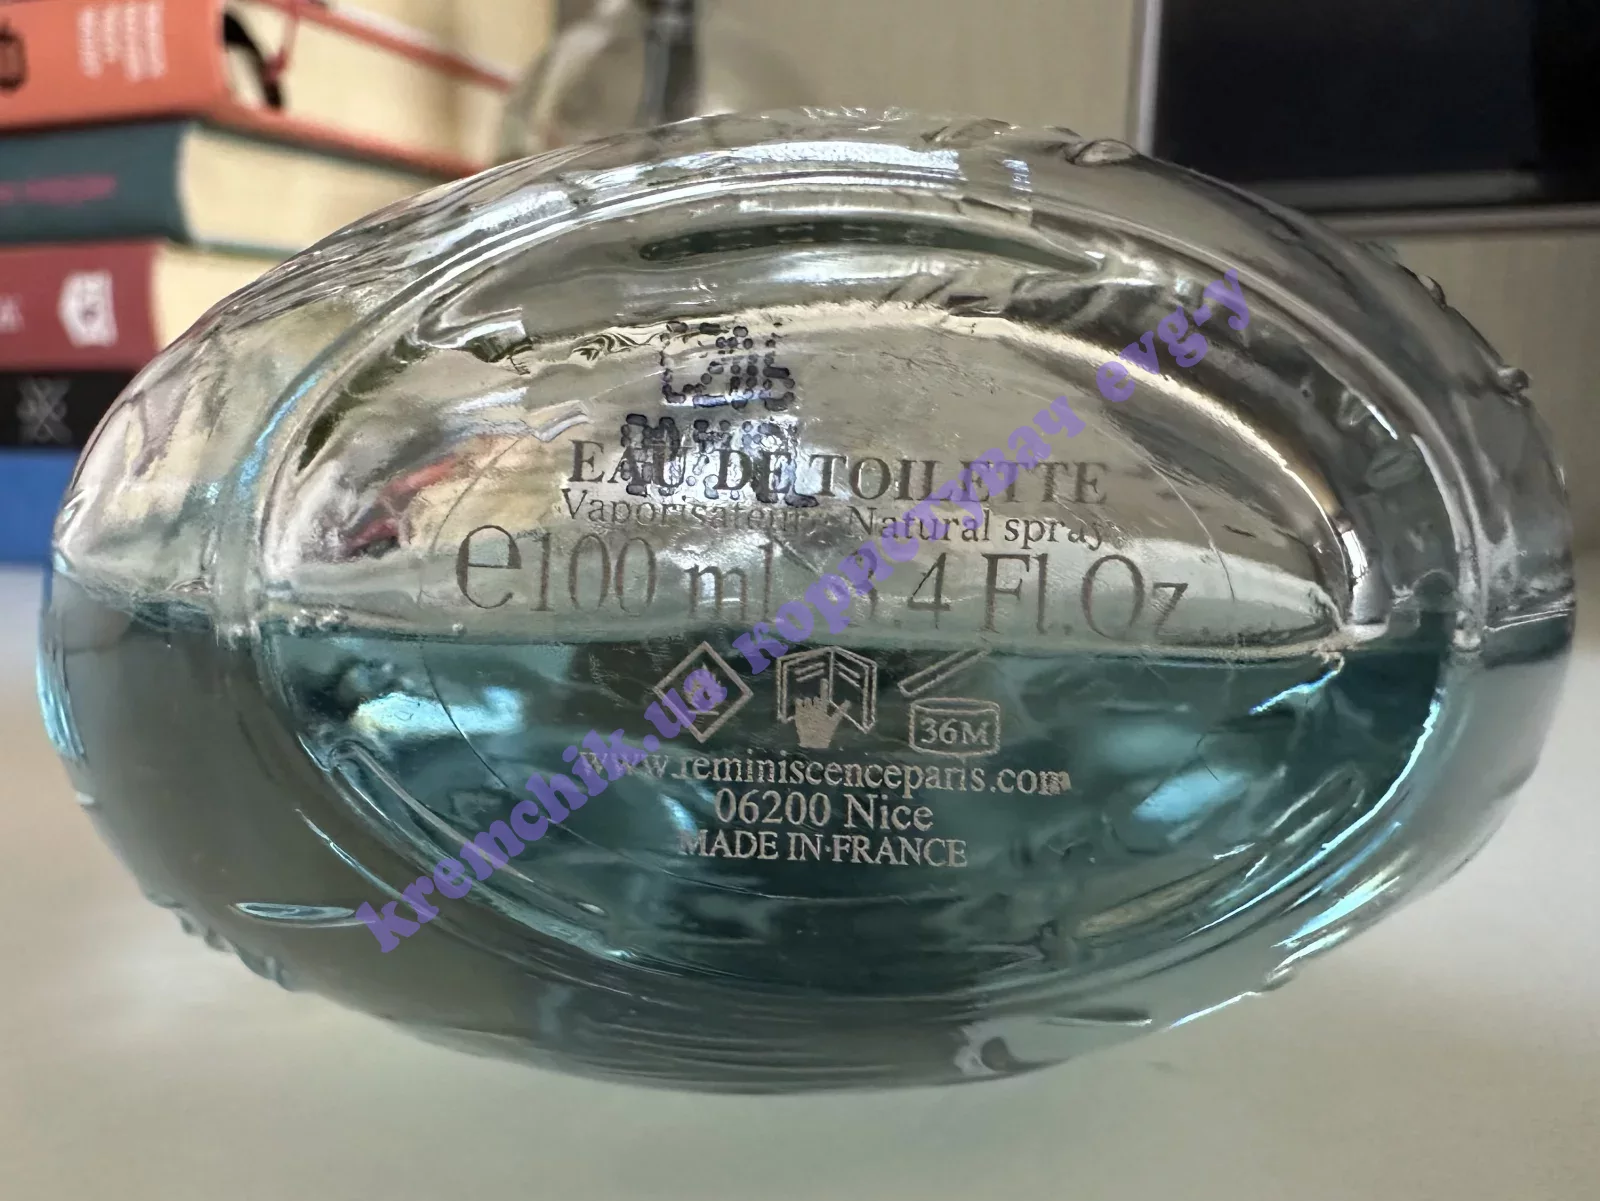 EAU DE TOILETTE
Vaporisateur Natural spray
e100 ml 3.4 Fl.Oz
36M
www.reminiscenceparis.com
06200 Nice
MADE IN FRANCE
kremchik.ua копротvвач evg-y